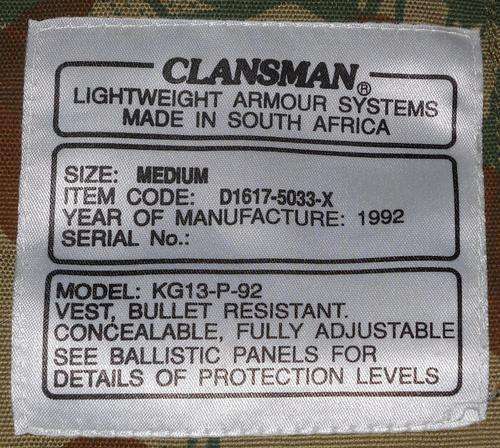 CLANSMAN®
LIGHTWEIGHT ARMOUR SYSTEMS
MADE IN SOUTH AFRICA
SIZE: MEDIUM
ITEM CODE: D1617-5033-X
YEAR OF MANUFACTURE: 1992
SERIAL No.:
MODEL: KG13-P-92
VEST, BULLET RESISTANT.
CONCEALABLE, FULLY ADJUSTABLE
SEE BALLISTIC PANELS FOR
DETAILS OF PROTECTION LEVELS